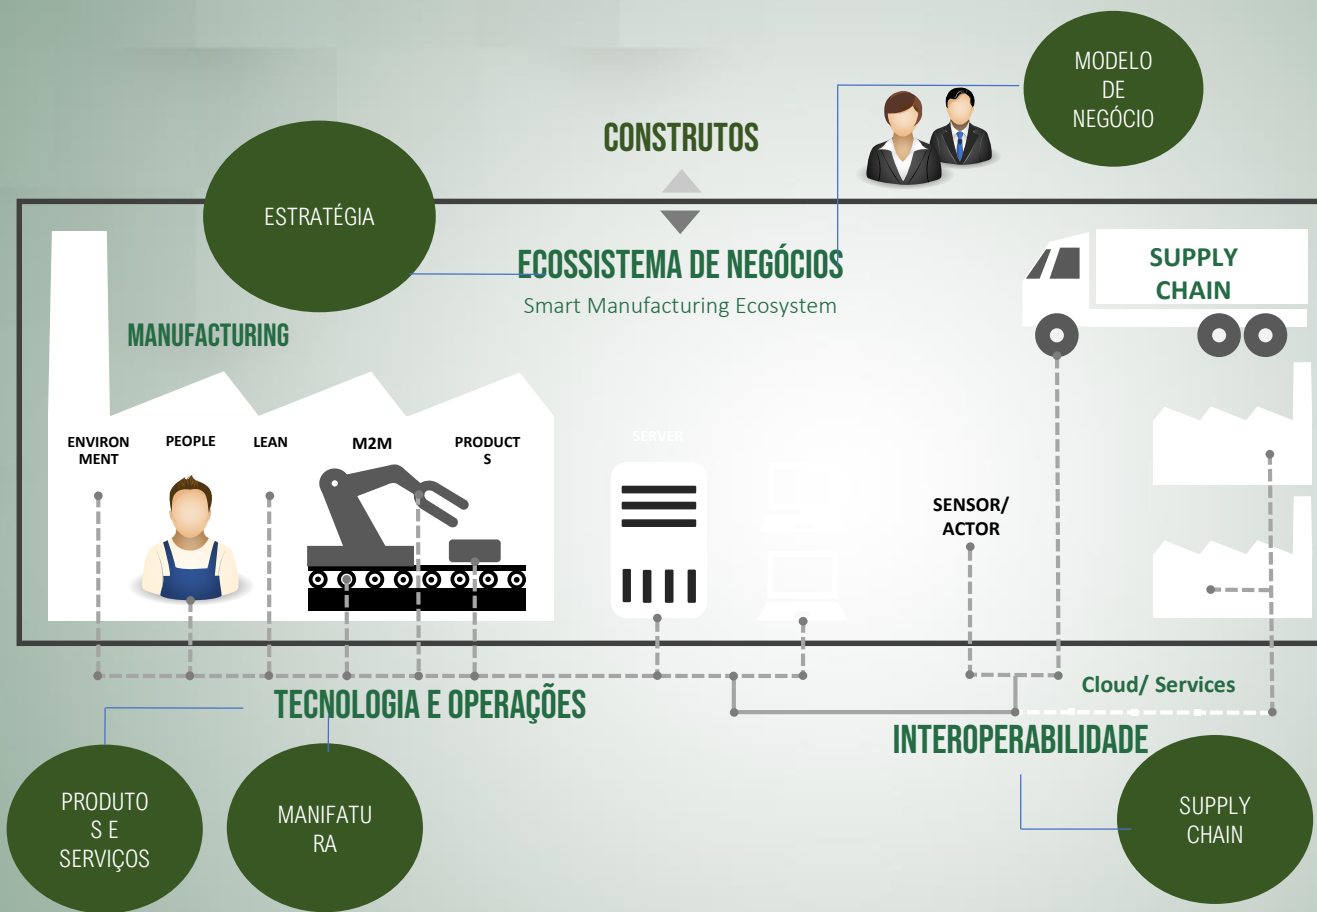 MODELO
DE
NEGÓCIO
CONSTRUTOS
ESTRATÉGIA
ECOSSISTEMA DE NEGÓCIOS
Smart Manufacturing Ecosystem
SUPPLY
CHAIN
MANUFACTURING
ENVIRON
MENT
PEOPLE
LEAN
M2M
PRODUCT
S
SERVER
SENSOR/
ACTOR
Cloud/ Services
TECNOLOGIA E OPERAÇÕES
INTEROPERABILIDADE
PRODUTO
S E
SERVIÇOS
MANIFATU
RA
SUPPLY
CHAIN